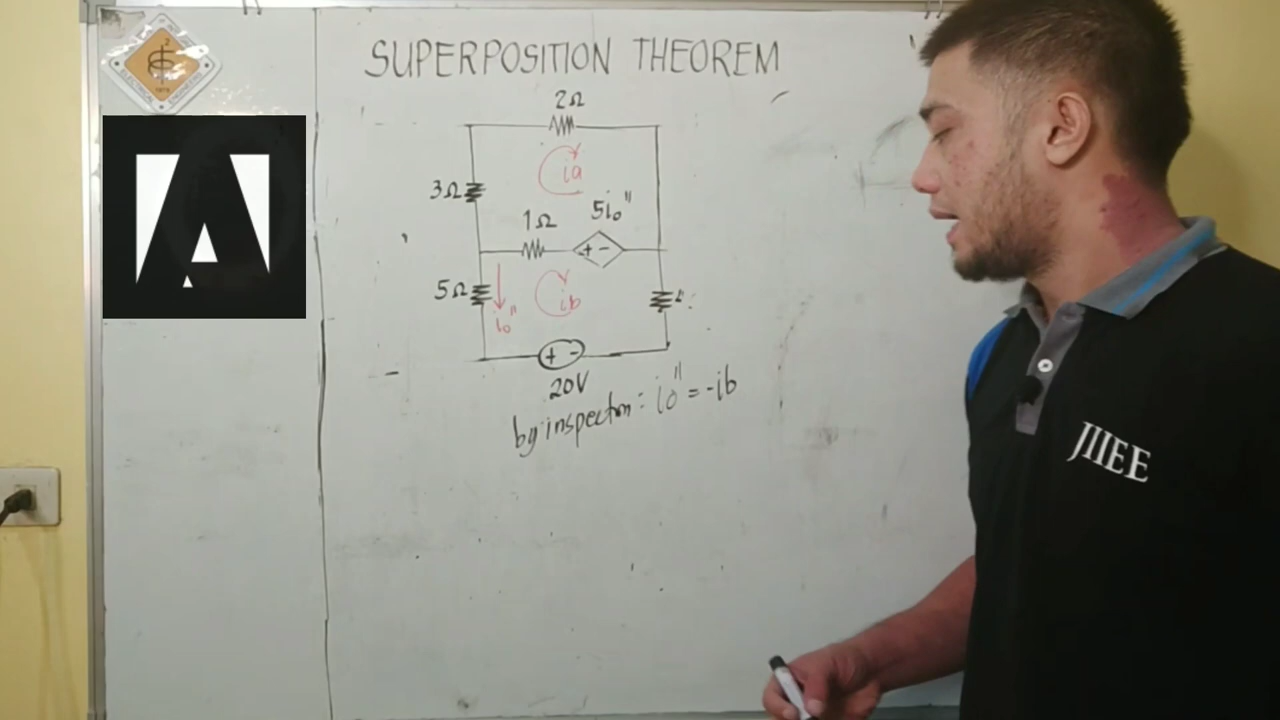 SUPERPOSITION THEOREM
2Ω
ia
3Ω
1Ω
5io"
+ -
5Ω
io"
ib
+ -
20V
by inspection: io" = -ib
JIIEE